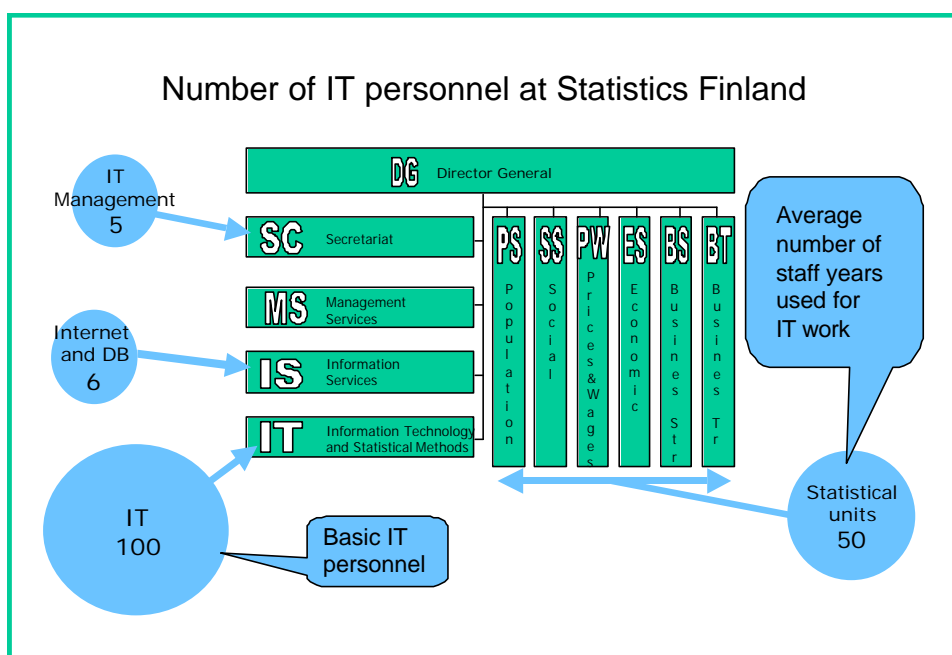 Number of IT personnel at Statistics Finland
IT
Management
5
DG Director General
SC Secretariat
MS Management
Services
Internet
and DB
6
IS Information
Services
IT Information Technology
and Statistical Methods
IT
100
Basic IT
personnel
PS Population
SS Social
PW Prices&Wages
ES Economic
BS Busines Str
BT Busines Tr
Average
number of
staff years
used for
IT work
Statistical
units
50